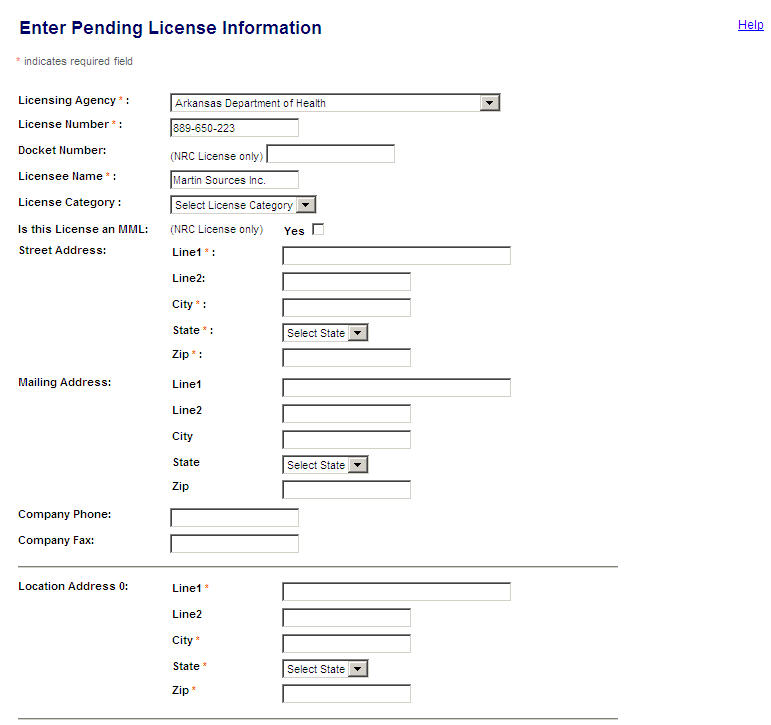 Enter Pending License Information
Help
* indicates required field
Licensing Agency * : Arkansas Department of Health
License Number * : 889-650-223
Docket Number: (NRC License only)
Licensee Name * : Martin Sources Inc.
License Category : Select License Category
Is this License an MML: (NRC License only) Yes
Street Address: Line1 * :
Line2:
City * :
State * : Select State
Zip * :
Mailing Address: Line1
Line2
City
State Select State
Zip
Company Phone:
Company Fax:
Location Address 0: Line1 *
Line2
City *
State * Select State
Zip *